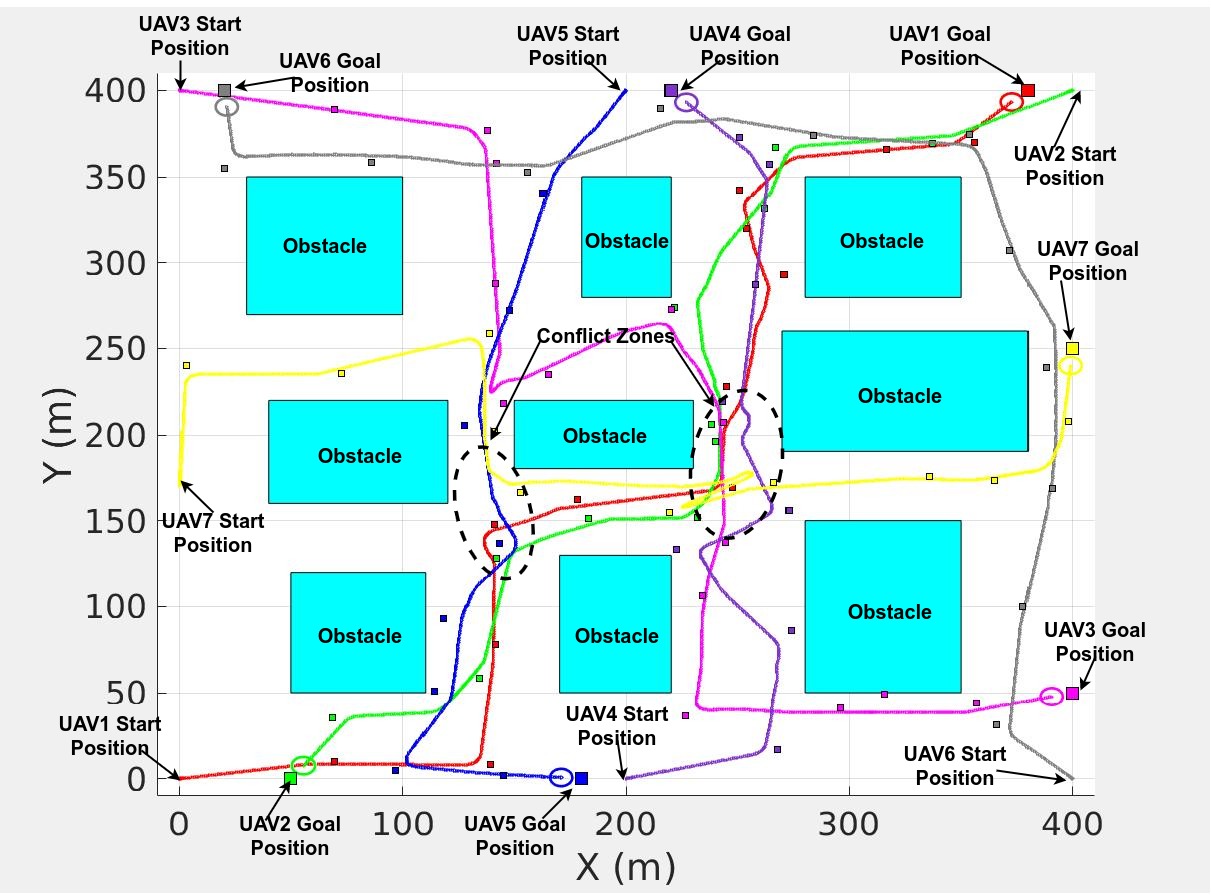 UAV3 Start
Position
UAV6 Goal
Position
UAV5 Start
Position
UAV4 Goal
Position
UAV1 Goal
Position
UAV2 Start
Position
UAV7 Goal
Position
Obstacle
Obstacle
Obstacle
Conflict Zones
Obstacle
Obstacle
Obstacle
UAV7 Start
Position
Obstacle
Obstacle
Obstacle
UAV3 Goal
Position
UAV1 Start
Position
UAV4 Start
Position
UAV6 Start
Position
UAV2 Goal
Position
UAV5 Goal
Position
400
350
300
250
200
150
100
50
0
Y (m)
0
100
200
300
400
X (m)